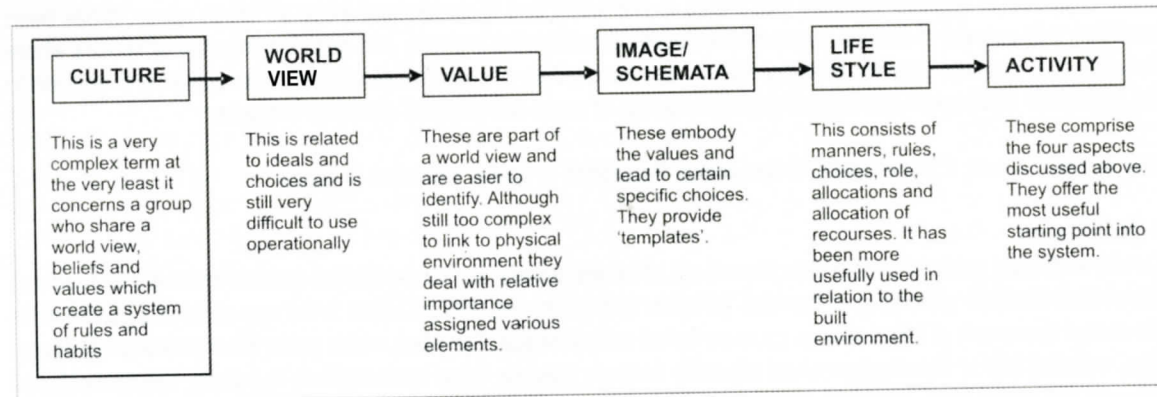 CULTURE
This is a very
complex term at
the very least it
concerns a group
who share a
world view,
beliefs and
values which
create a system
of rules and
habits
WORLD
VIEW
This is related
to ideals and
choices and is
still very
difficult to use
operationally
VALUE
These are part of
a world view and
are easier to
identify. Although
still too complex
to link to physical
environment they
deal with relative
importance
assigned various
elements.
IMAGE/
SCHEMATA
These embody
the values and
lead to certain
specific choices.
They provide
‘templates’.
LIFE
STYLE
This consists of
manners, rules,
choices, role,
allocations and
allocation of
recourses. It has
been more
usefully used in
relation to the
built
environment.
ACTIVITY
These comprise
the four aspects
discussed above.
They offer the
most useful
starting point into
the system.